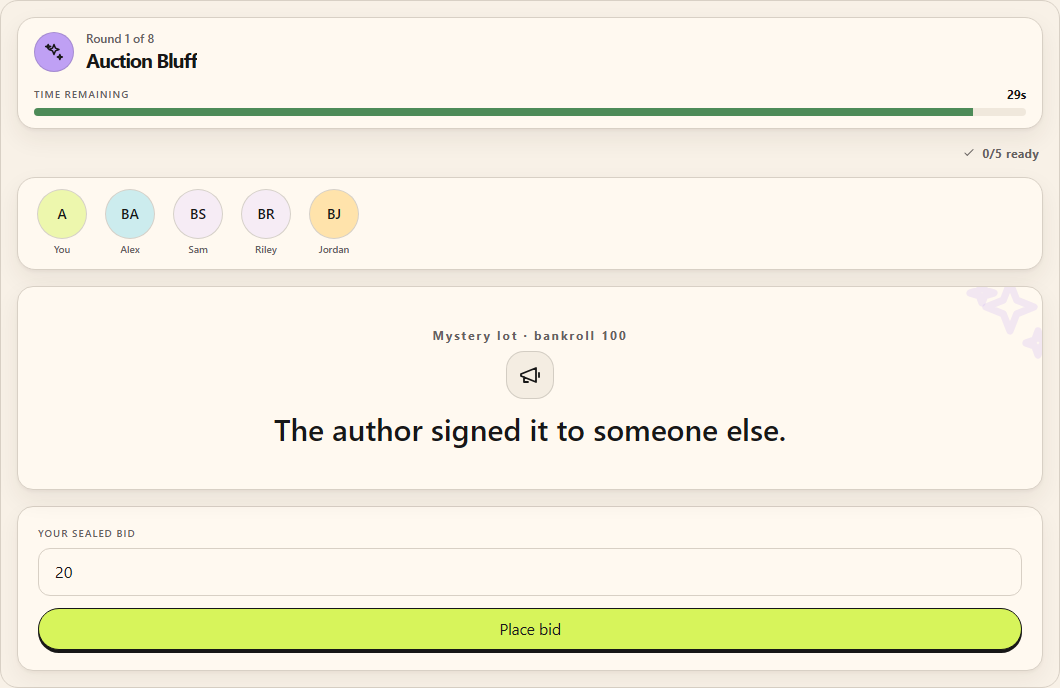 Round 1 of 8
Auction Bluff
TIME REMAINING
29s
0/5 ready
A
BA
BS
BR
BJ
You
Alex
Sam
Riley
Jordan
Mystery lot · bankroll 100
The author signed it to someone else.
YOUR SEALED BID
20
Place bid